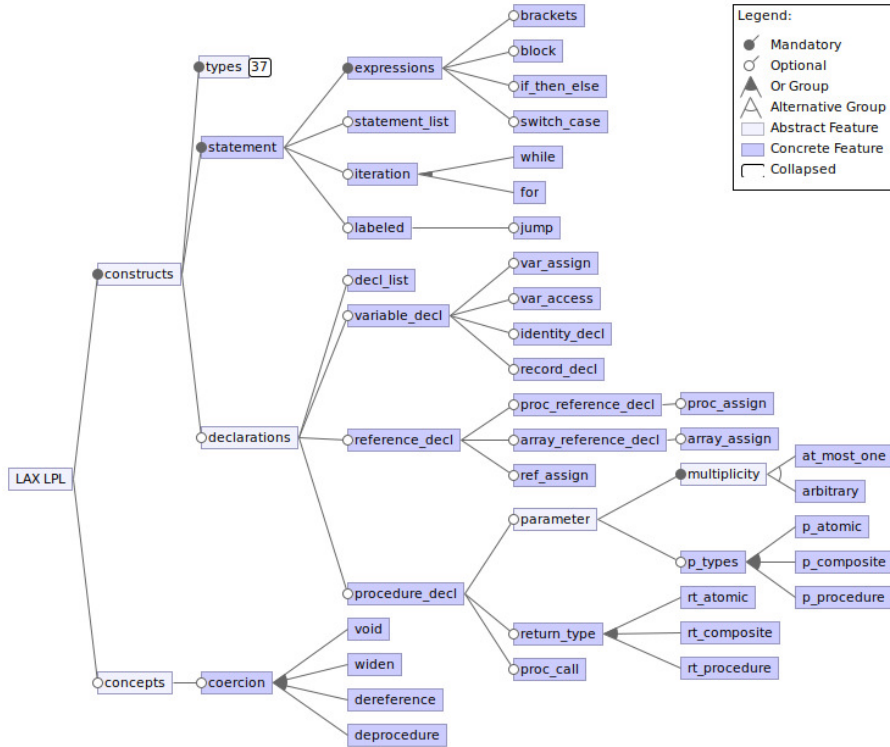 brackets
block
types 37
expressions
if_then_else
statement_list
switch_case
statement
while
iteration
for
labeled
jump
constructs
var_assign
decl_list
var_access
variable_decl
identity_decl
record_decl
proc_reference_decl
proc_assign
declarations
reference_decl
array_reference_decl
array_assign
at_most_one
LAX LPL
ref_assign
multiplicity
arbitrary
parameter
p_atomic
p_types
p_composite
procedure_decl
rt_atomic
p_procedure
void
return_type
rt_composite
widen
proc_call
rt_procedure
concepts
coercion
dereference
deprocedure
Legend:
Mandatory
Optional
Or Group
Alternative Group
Abstract Feature
Concrete Feature
Collapsed